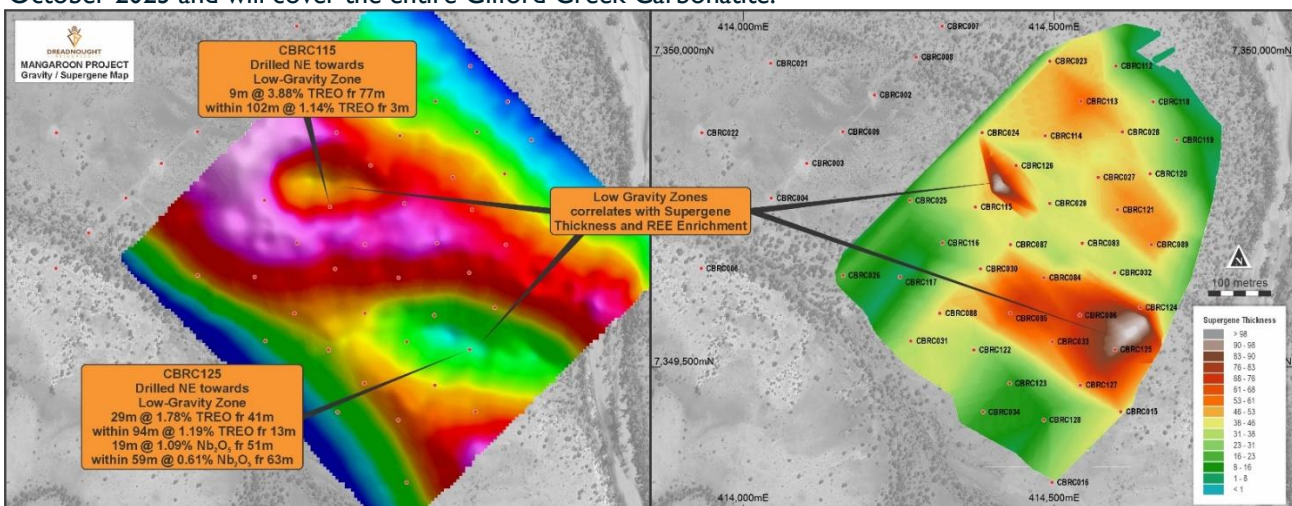 October 2023 and will cover the entire Gifford Creek Carbonatite.
DREADNOUGHT
MANGAROON PROJECT
Gravity / Supergene Map
CBRC115
Drilled NE towards
Low-Gravity Zone
9m @ 3.88% TREO fr 77m
within 102m @ 1.14% TREO fr 3m
Low Gravity Zones
correlates with Supergene
Thickness and REE Enrichment
CBRC125
Drilled NE towards
Low-Gravity Zone
29m @ 1.78% TREO fr 41m
within 94m @ 1.19% TREO fr 13m
19m @ 1.09% Nb₂O₅ fr 51m
within 59m @ 0.61% Nb₂O₅ fr 63m
414,000mE
414,500mE
7,350,000mN
7,350,000mN
CBRC007
CBRC021
CBRC008
CBRC023
CBRC112
CBRC002
CBRC113
CBRC118
CBRC022
CBRC009
CBRC024
CBRC114
CBRC028
CBRC119
CBRC003
CBRC126
CBRC027
CBRC120
CBRC004
CBRC025
CBRC115
CBRC029
CBRC121
CBRC116
CBRC087
CBRC083
CBRC089
CBRC006
CBRC026
CBRC117
CBRC030
CBRC084
CBRC032
CBRC088
CBRC085
CBRC086
CBRC124
CBRC031
CBRC122
CBRC033
CBRC125
7,349,500mN
CBRC123
CBRC127
CBRC034
CBRC128
CBRC015
CBRC016
414,000mE
414,500mE
N
100 metres
Supergene Thickness
> 98
90 - 98
83 - 90
76 - 83
68 - 76
61 - 68
53 - 61
46 - 53
38 - 46
31 - 38
23 - 31
16 - 23
8 - 16
1 - 8
< 1